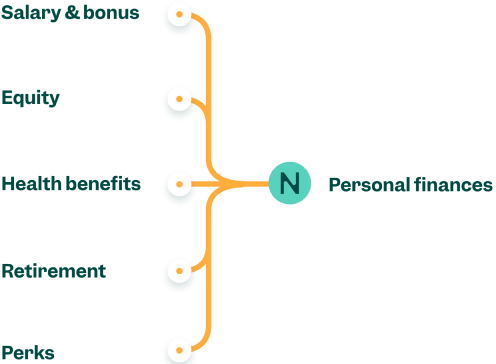 Salary & bonus
Equity
Health benefits
N
Personal finances
Retirement
Perks